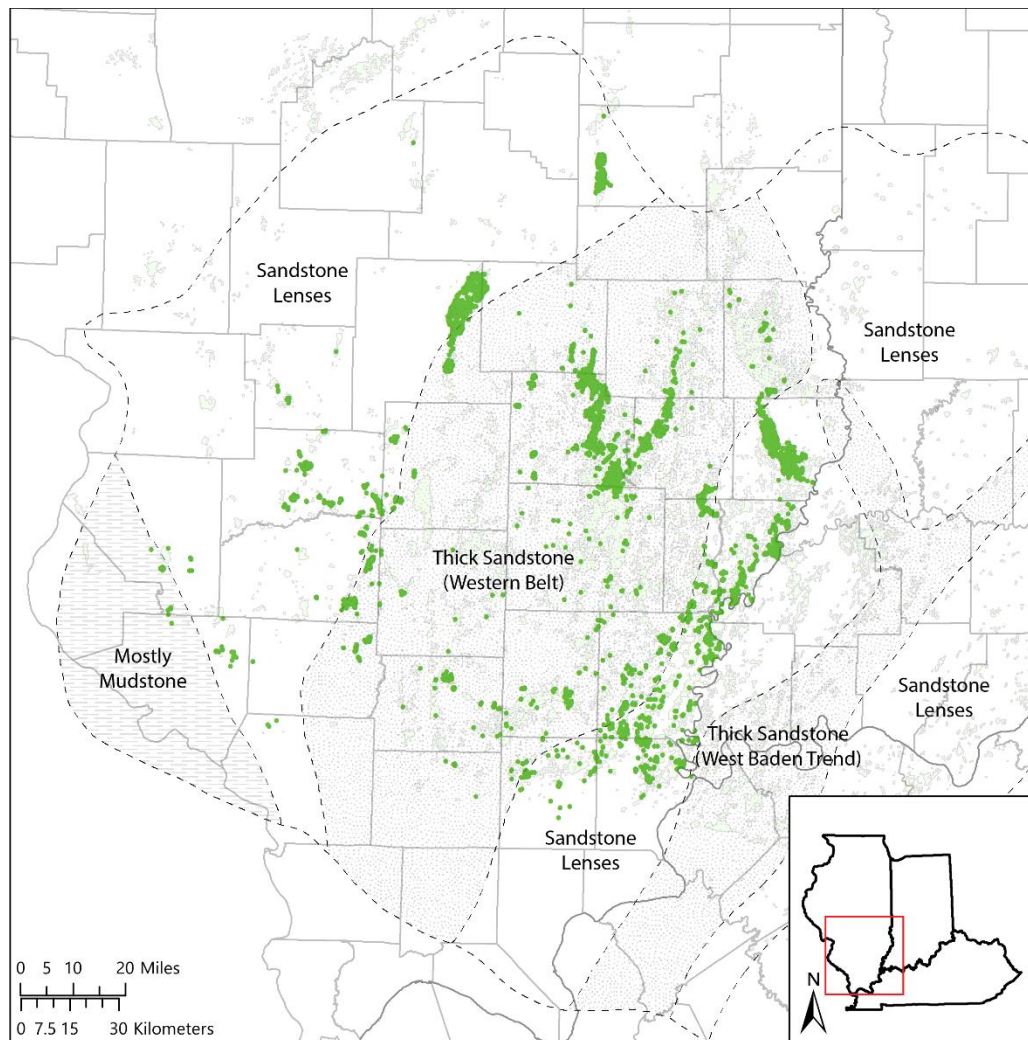 Sandstone
Lenses
Sandstone
Lenses
Thick Sandstone
(Western Belt)
Mostly
Mudstone
Sandstone
Lenses
Thick Sandstone
(West Baden Trend)
Sandstone
Lenses
0 5 10 20 Miles
0 7.5 15 30 Kilometers
N